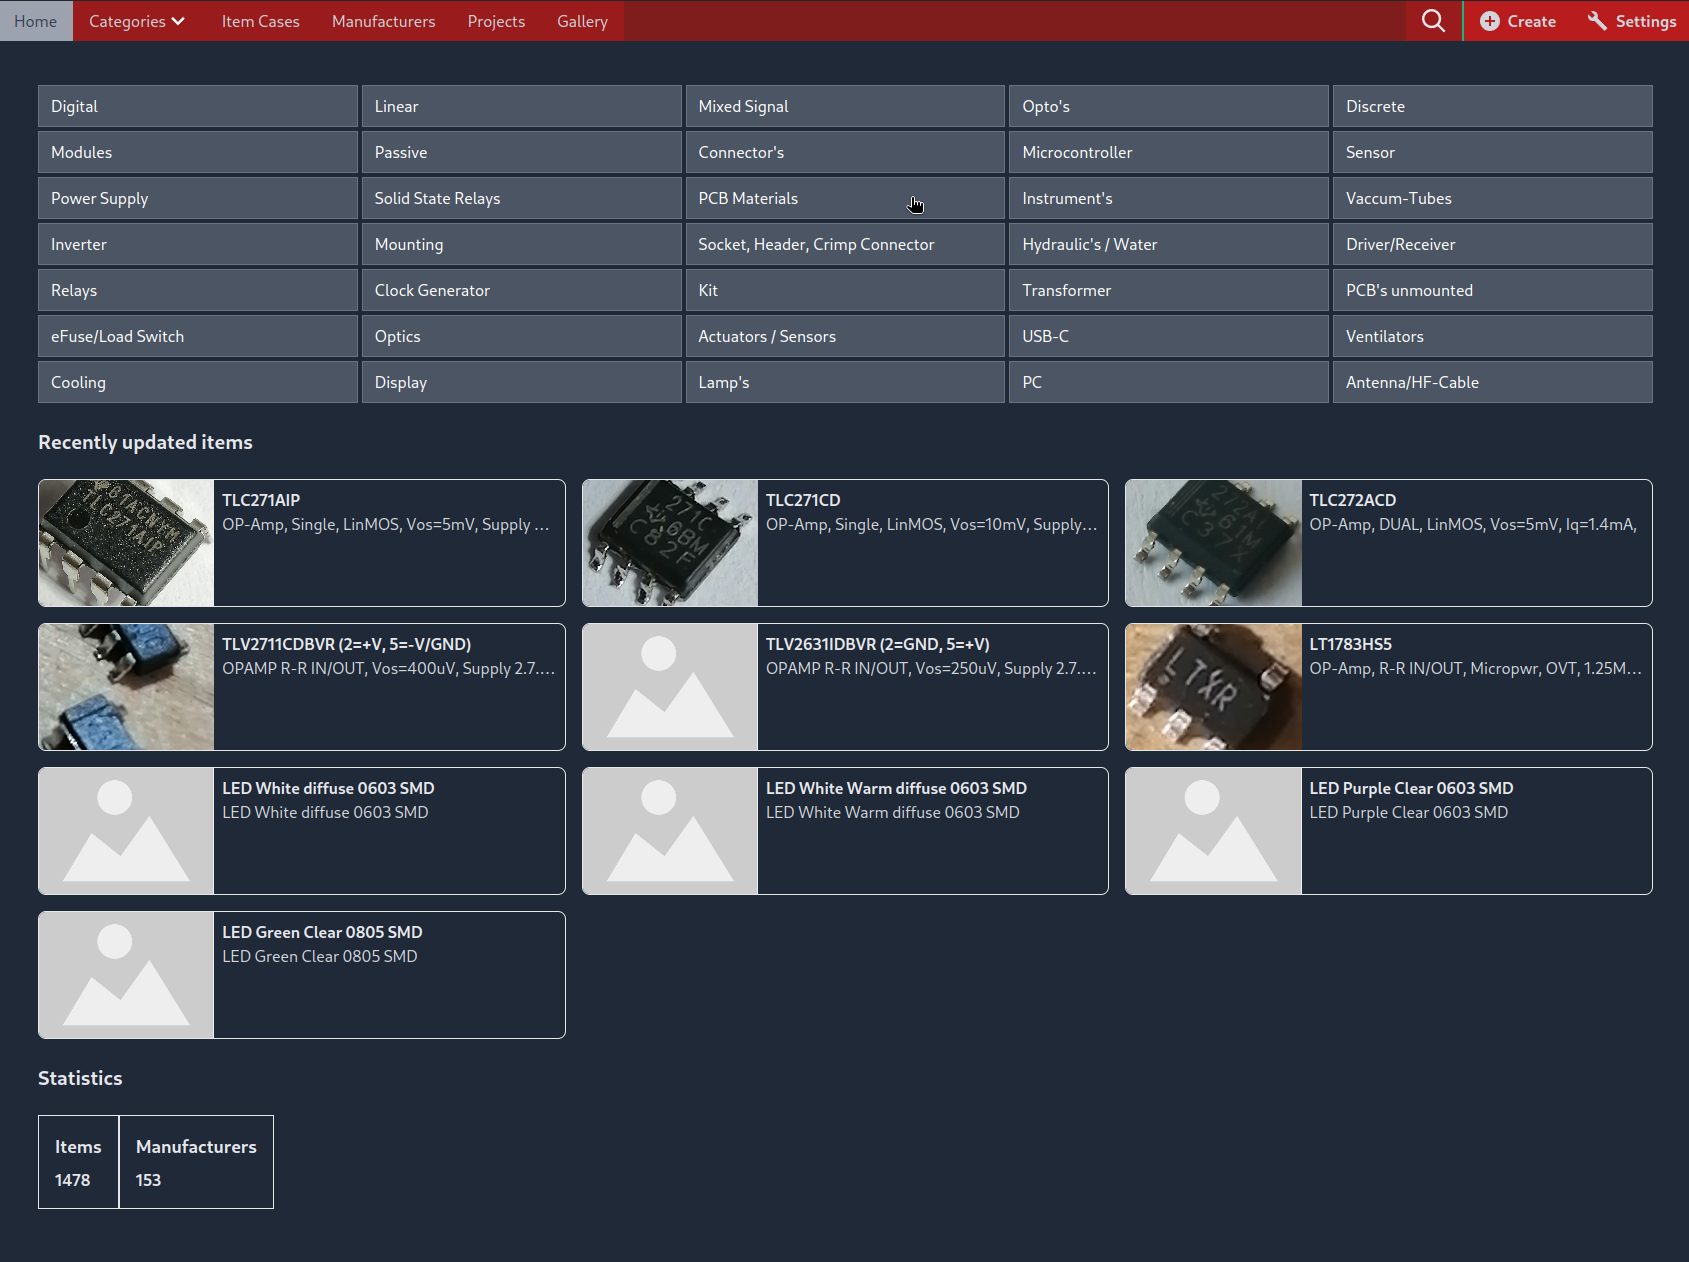 Home Categories Item Cases Manufacturers Projects Gallery Create Settings
Digital Linear Mixed Signal Opto's Discrete
Modules Passive Connector's Microcontroller Sensor
Power Supply Solid State Relays PCB Materials Instrument's Vaccum-Tubes
Inverter Mounting Socket, Header, Crimp Connector Hydraulic's / Water Driver/Receiver
Relays Clock Generator Kit Transformer PCB's unmounted
eFuse/Load Switch Optics Actuators / Sensors USB-C Ventilators
Cooling Display Lamp's PC Antenna/HF-Cable
Recently updated items
TLC271AIP
TLC271AIP
OP-Amp, Single, LinMOS, Vos=5mV, Supply ...
271C
6BM
C82F
TLC271CD
OP-Amp, Single, LinMOS, Vos=10mV, Supply...
C37X
TLC272ACD
OP-Amp, DUAL, LinMOS, Vos=5mV, Iq=1.4mA,
TLV2711CDBVR (2=+V, 5=-V/GND)
OPAMP R-R IN/OUT, Vos=400uV, Supply 2.7....
TLV2631IDBVR (2=GND, 5=+V)
OPAMP R-R IN/OUT, Vos=250uV, Supply 2.7....
LTXR
LT1783HS5
OP-Amp, R-R IN/OUT, Micropwr, OVT, 1.25M...
LED White diffuse 0603 SMD
LED White diffuse 0603 SMD
LED White Warm diffuse 0603 SMD
LED White Warm diffuse 0603 SMD
LED Purple Clear 0603 SMD
LED Purple Clear 0603 SMD
LED Green Clear 0805 SMD
LED Green Clear 0805 SMD
Statistics
Items Manufacturers
1478 153